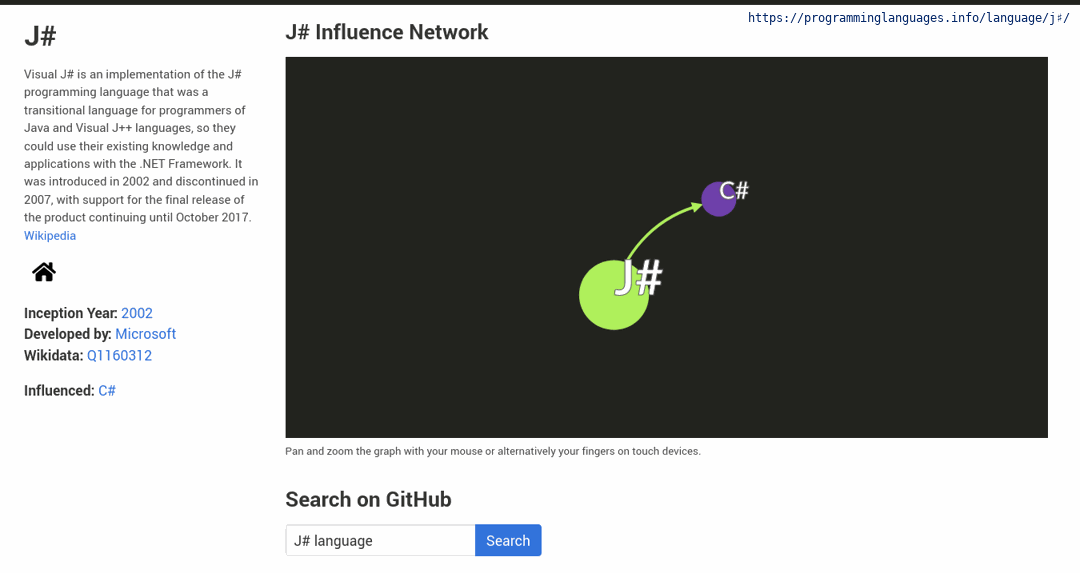 https://programminglanguages.info/language/j♯/
J#
Visual J# is an implementation of the J#
programming language that was a
transitional language for programmers of
Java and Visual J++ languages, so they
could use their existing knowledge and
applications with the .NET Framework. It
was introduced in 2002 and discontinued in
2007, with support for the final release of
the product continuing until October 2017.
Wikipedia
Inception Year: 2002
Developed by: Microsoft
Wikidata: Q1160312
Influenced: C#
J# Influence Network
C#
J#
Pan and zoom the graph with your mouse or alternatively your fingers on touch devices.
Search on GitHub
J# language
Search